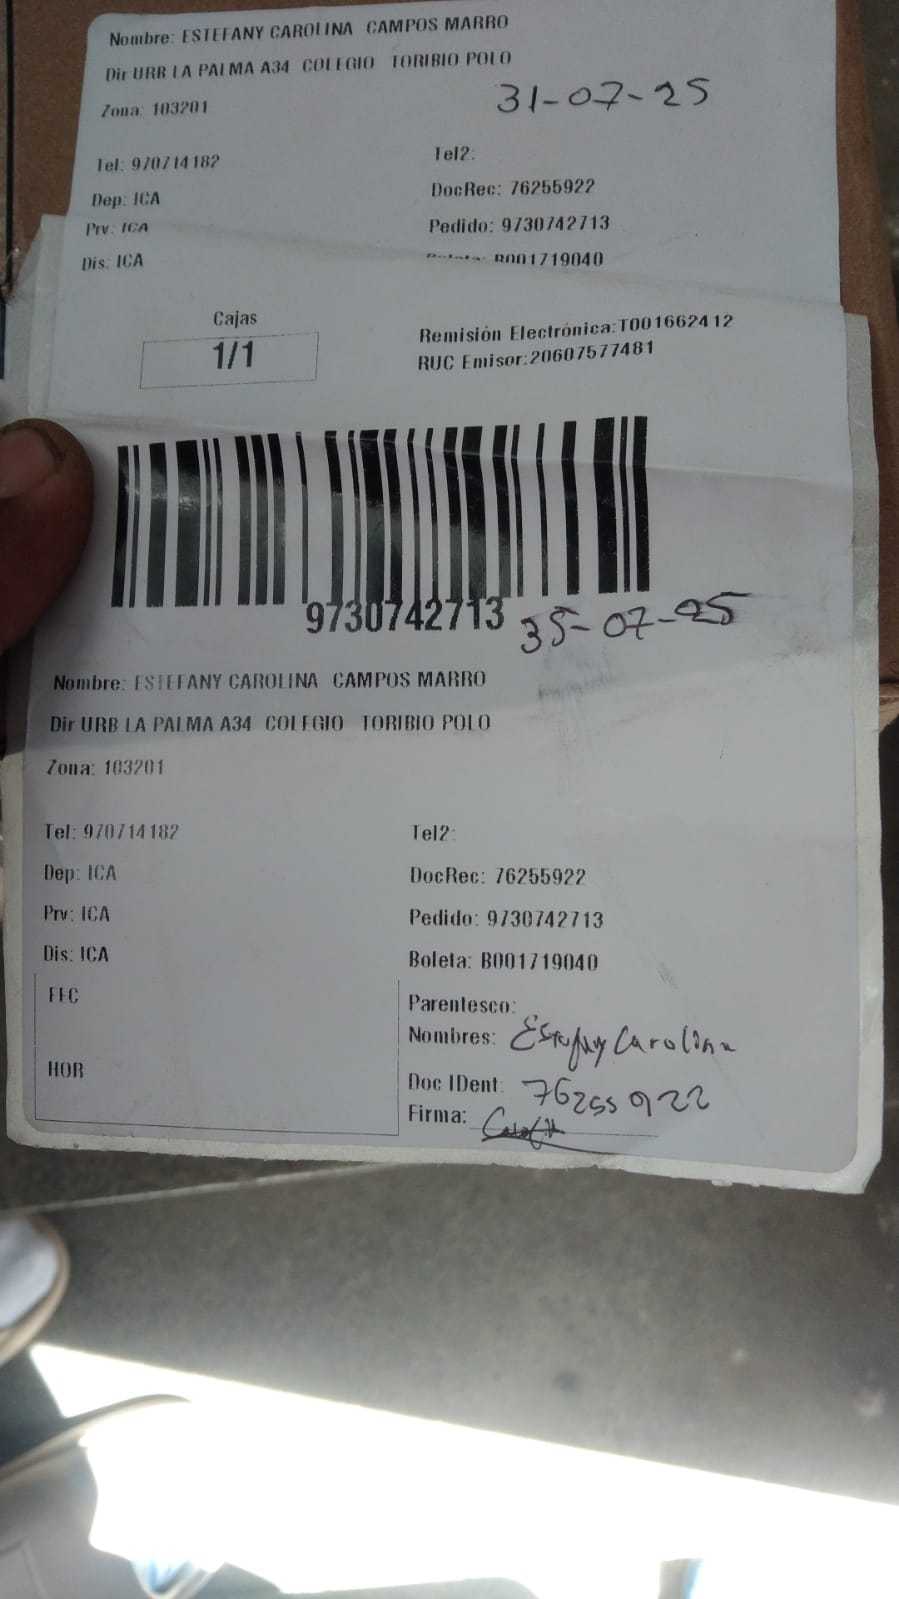 Nombre: ESTEFANY CAROLINA CAMPOS MARRO
Dir URB LA PALMA A34 COLEGIO TORIBIO POLO
Zona: 103201
31-07-25
Tel: 970714182
Tel2:
Dep: ICA
DocRec: 76255922
Prv: ICA
Pedido: 9730742713
Dis: ICA
Boleta: B001719040
Cajas
1/1
Remisión Electrónica:T001662412
RUC Emisor:20607577481
9730742713
35-07-25
Nombre: ESTEFANY CAROLINA CAMPOS MARRO
Dir URB LA PALMA A34 COLEGIO TORIBIO POLO
Zona: 103201
Tel: 970714182
Tel2:
Dep: ICA
DocRec: 76255922
Prv: ICA
Pedido: 9730742713
Dis: ICA
Boleta: B001719040
FEC
HOR
Parentesco:
Nombres: Estefany Carolina
Doc IDent: 76255922
Firma: